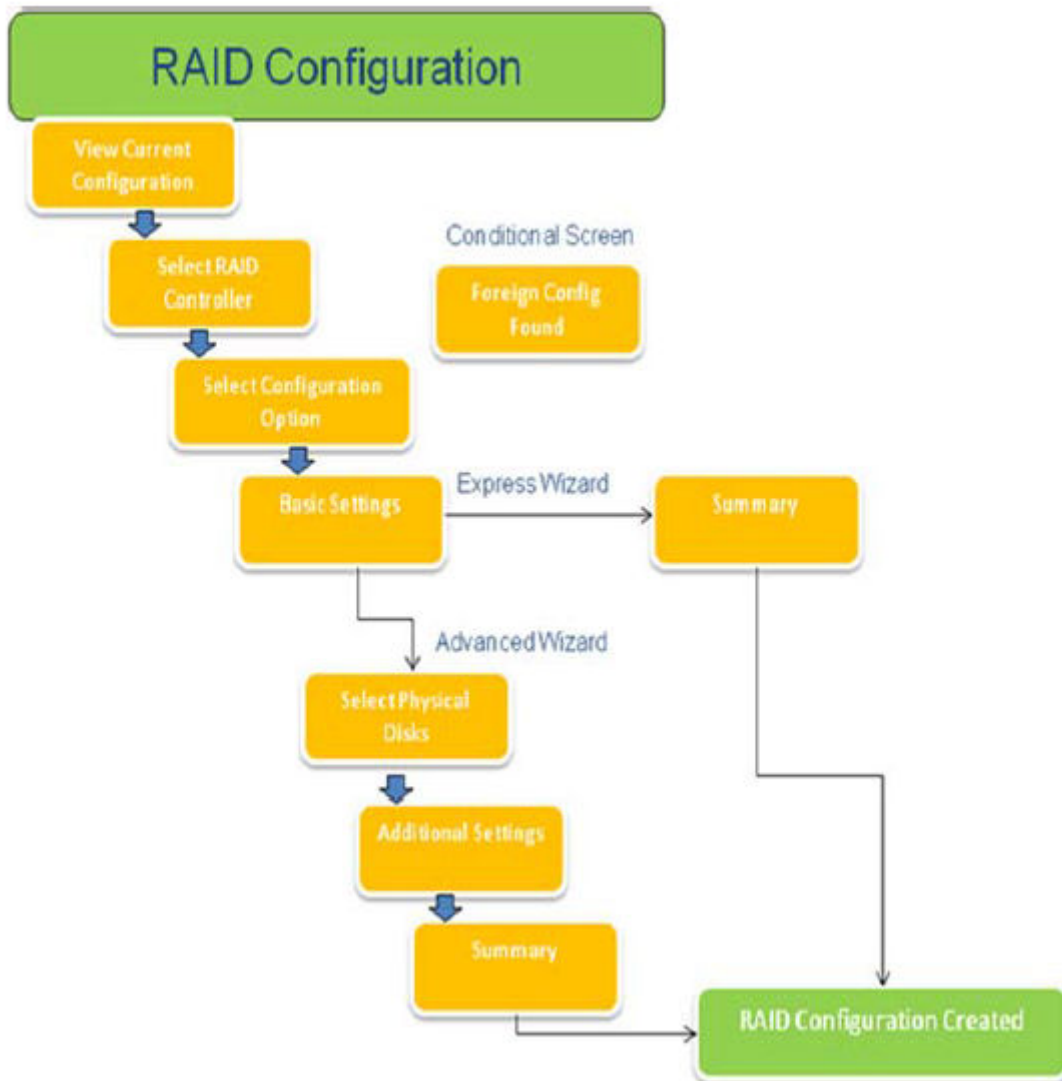 RAID Configuration
View Current
Configuration
Conditional Screen
Select RAID
Controller
Foreign Config
Found
Select Configuration
Option
Basic Settings
Express Wizard
Summary
Advanced Wizard
Select Physical
Disks
Additional Settings
Summary
RAID Configuration Created